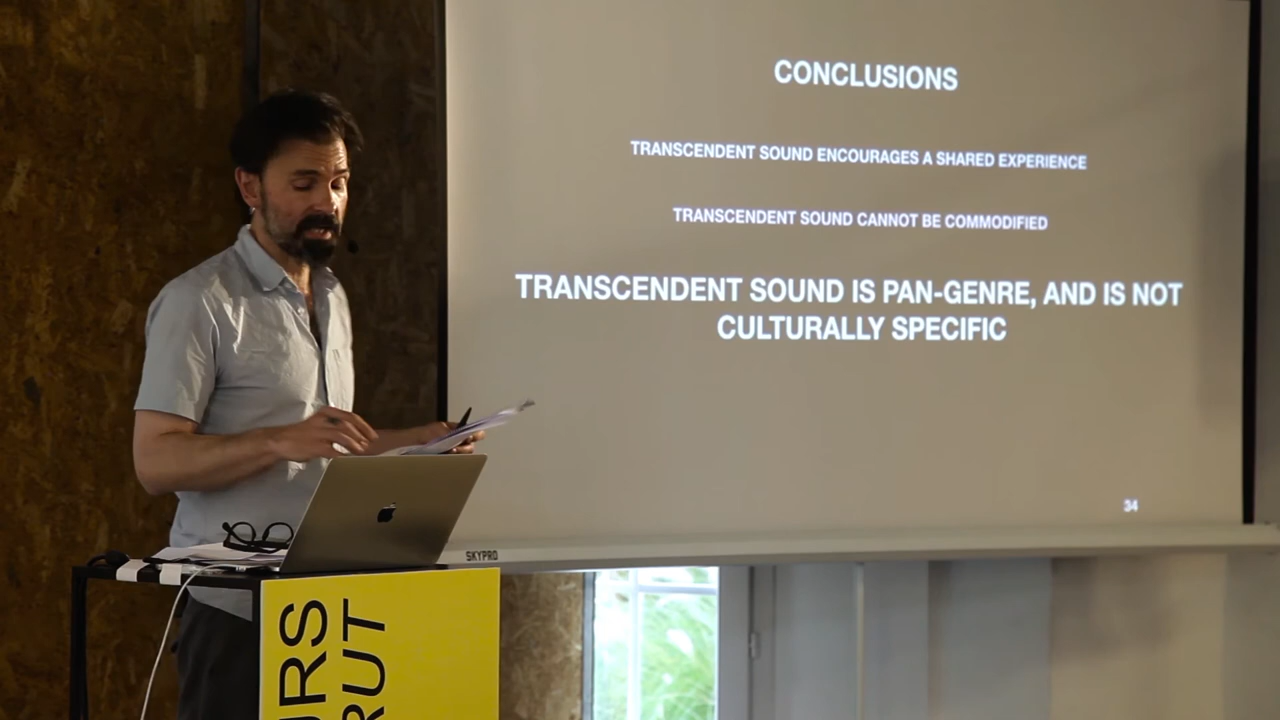 CONCLUSIONS
TRANSCENDENT SOUND ENCOURAGES A SHARED EXPERIENCE
TRANSCENDENT SOUND CANNOT BE COMMODIFIED
TRANSCENDENT SOUND IS PAN-GENRE, AND IS NOT
CULTURALLY SPECIFIC
34
SKYPRO
URS
RUT